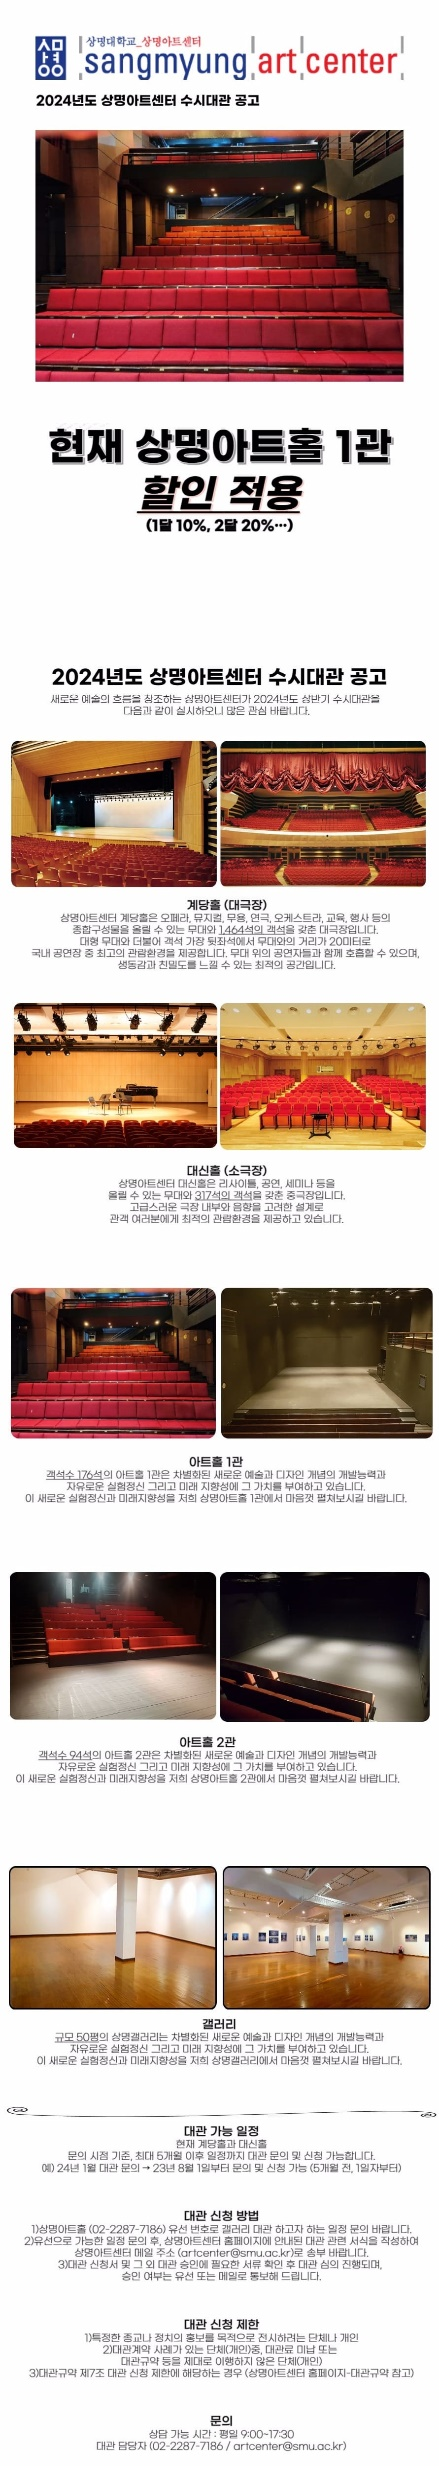 상명
상명대학교_상명아트센터
sangmyung art center
2024년도 상명아트센터 수시대관 공고
현재 상명아트홀 1관
할인 적용
(1달 10%, 2달 20%···)
2024년도 상명아트센터 수시대관 공고
새로운 예술의 흐름을 창조하는 상명아트센터가 2024년도 상반기 수시대관을
다음과 같이 실시하오니 많은 관심 바랍니다.
계당홀 (대극장)
상명아트센터 계당홀은 오페라, 뮤지컬, 무용, 연극, 오케스트라, 교육, 행사 등의
종합구성물을 올릴 수 있는 무대와 1,464석의 객석을 갖춘 대극장입니다.
대형 무대와 더불어 객석 가장 뒷좌석에서 무대와의 거리가 20미터로
국내 공연장 중 최고의 관람환경을 제공합니다. 무대 위의 공연자들과 함께 호흡할 수 있으며,
생동감과 친밀도를 느낄 수 있는 최적의 공간입니다.
대신홀 (소극장)
상명아트센터 대신홀은 리사이틀, 공연, 세미나 등을
올릴 수 있는 무대와 317석의 객석을 갖춘 중극장입니다.
고급스러운 극장 내부와 음향을 고려한 설계로
관객 여러분에게 최적의 관람환경을 제공하고 있습니다.
아트홀 1관
객석수 176석의 아트홀 1관은 차별화된 새로운 예술과 디자인 개념의 개발능력과
자유로운 실험정신 그리고 미래 지향성에 그 가치를 부여하고 있습니다.
이 새로운 실험정신과 미래지향성을 저희 상명아트홀 1관에서 마음껏 펼쳐보시길 바랍니다.
아트홀 2관
객석수 94석의 아트홀 2관은 차별화된 새로운 예술과 디자인 개념의 개발능력과
자유로운 실험정신 그리고 미래 지향성에 그 가치를 부여하고 있습니다.
이 새로운 실험정신과 미래지향성을 저희 상명아트홀 2관에서 마음껏 펼쳐보시길 바랍니다.
갤러리
규모 50평의 상명갤러리는 차별화된 새로운 예술과 디자인 개념의 개발능력과
자유로운 실험정신 그리고 미래 지향성에 그 가치를 부여하고 있습니다.
이 새로운 실험정신과 미래지향성을 저희 상명갤러리에서 마음껏 펼쳐보시길 바랍니다.
대관 가능 일정
현재 계당홀과 대신홀
문의 시점 기준, 최대 5개월 이후 일정까지 대관 문의 및 신청 가능합니다.
예) 24년 1월 대관 문의 → 23년 8월 1일부터 문의 및 신청 가능 (5개월 전, 1일자부터)
대관 신청 방법
1)상명아트홀 (02-2287-7186) 유선 번호로 갤러리 대관 하고자 하는 일정 문의 바랍니다.
2)유선으로 가능한 일정 문의 후, 상명아트센터 홈페이지에 안내된 대관 관련 서식을 작성하여
상명아트센터 메일 주소 (artcenter@smu.ac.kr)로 송부 바랍니다.
3)대관 신청서 및 그 외 대관 승인에 필요한 서류 확인 후 대관 심의 진행되며,
승인 여부는 유선 또는 메일로 통보해 드립니다.
대관 신청 제한
1)특정한 종교나 정치의 홍보를 목적으로 전시하려는 단체나 개인
2)대관계약 사례가 있는 단체(개인)중, 대관료 미납 또는
대관규약 등을 제대로 이행하지 않은 단체(개인)
3)대관규약 제7조 대관 신청 제한에 해당하는 경우 (상명아트센터 홈페이지-대관규약 참고)
문의
상담 가능 시간 : 평일 9:00~17:30
대관 담당자 (02-2287-7186 / artcenter@smu.ac.kr)